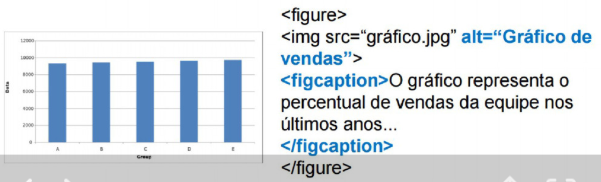 12000
10000
8000
6000
4000
2000
0
Data
A B C D E
Group
<figure>
<img src=“gráfico.jpg” alt=“Gráfico de
vendas”>
<figcaption>O gráfico representa o
percentual de vendas da equipe nos
últimos anos...
</figcaption>
</figure>